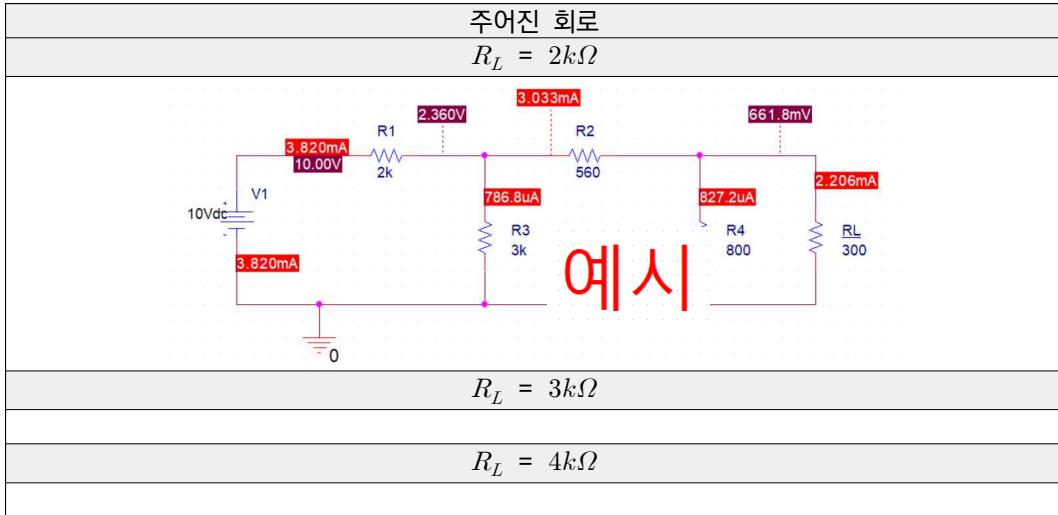 주어진 회로
R_L = 2kΩ
3.033mA
2.360V
661.8mV
R1
R2
3.820mA
10.00V
2k
560
2.206mA
V1
786.8uA
827.2uA
10Vdc
R3
R4
RL
3k
800
300
예시
3.820mA
0
R_L = 3kΩ
R_L = 4kΩ